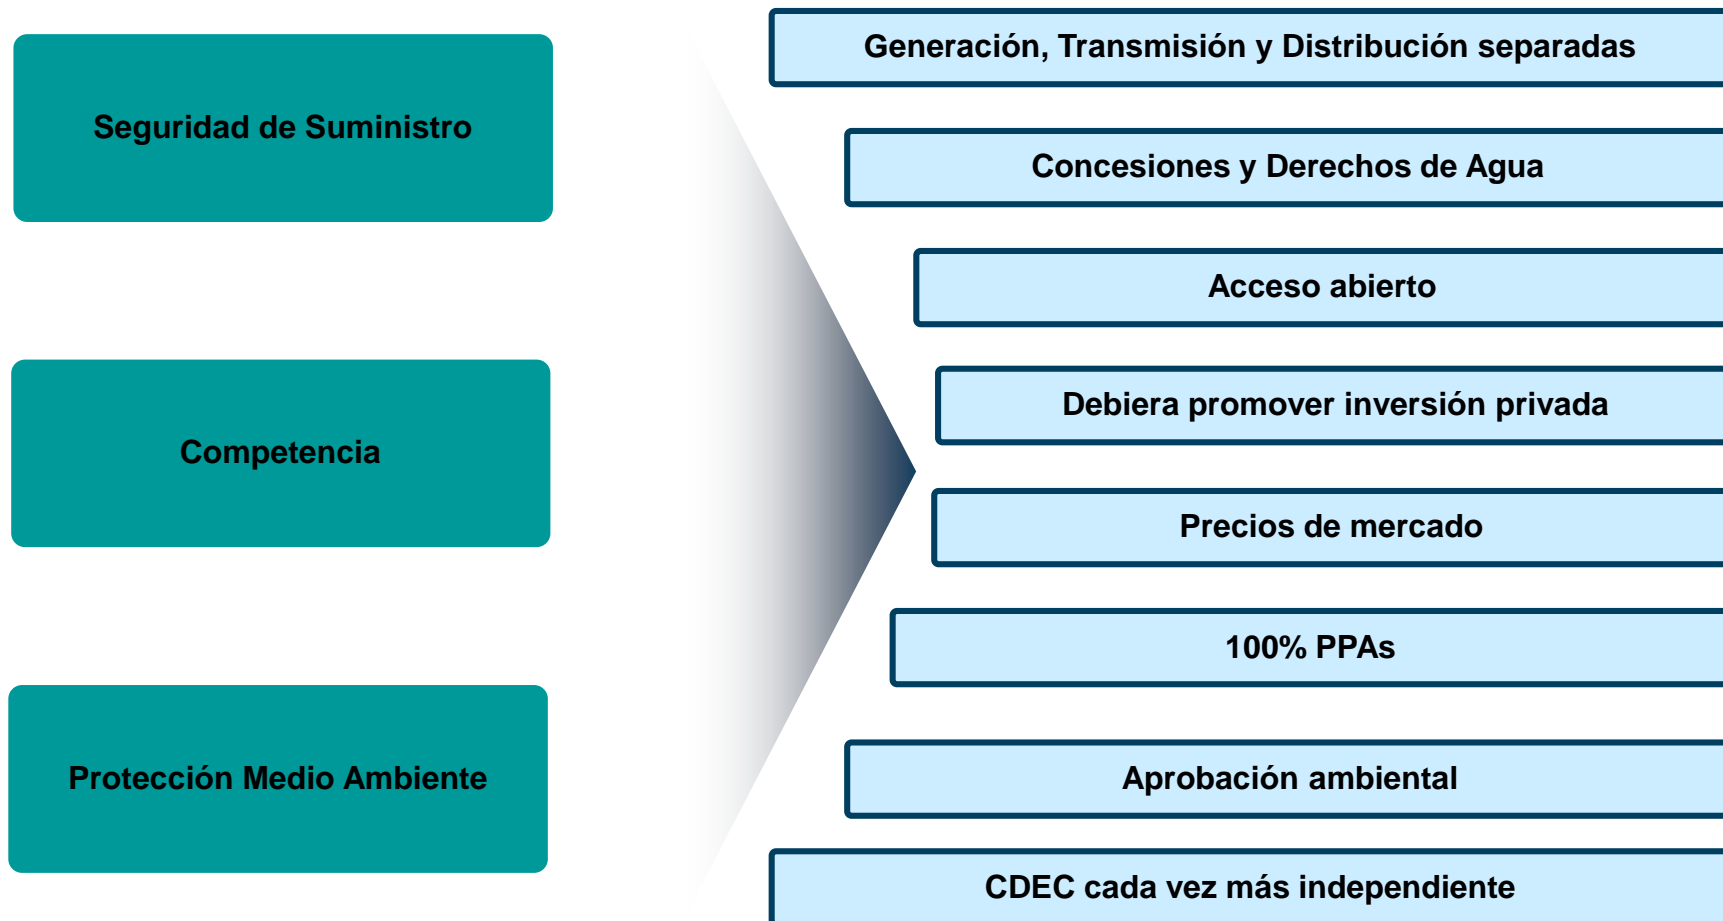 Seguridad de Suministro
Competencia
Protección Medio Ambiente
Generación, Transmisión y Distribución separadas
Concesiones y Derechos de Agua
Acceso abierto
Debiera promover inversión privada
Precios de mercado
100% PPAs
Aprobación ambiental
CDEC cada vez más independiente